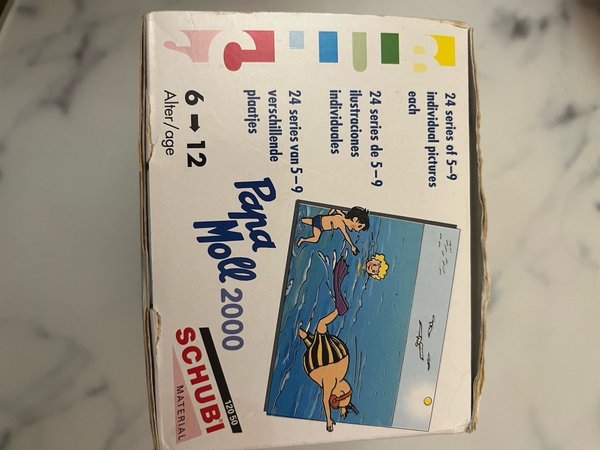 24 series of 5–9
individual pictures
each
24 series de 5–9
ilustraciones
individuales
24 series van 5–9
verschillende
plaatjes
6 → 12
Alter/age
Papa
Moll 2000
120 50
SCHUBI
MATERIAL